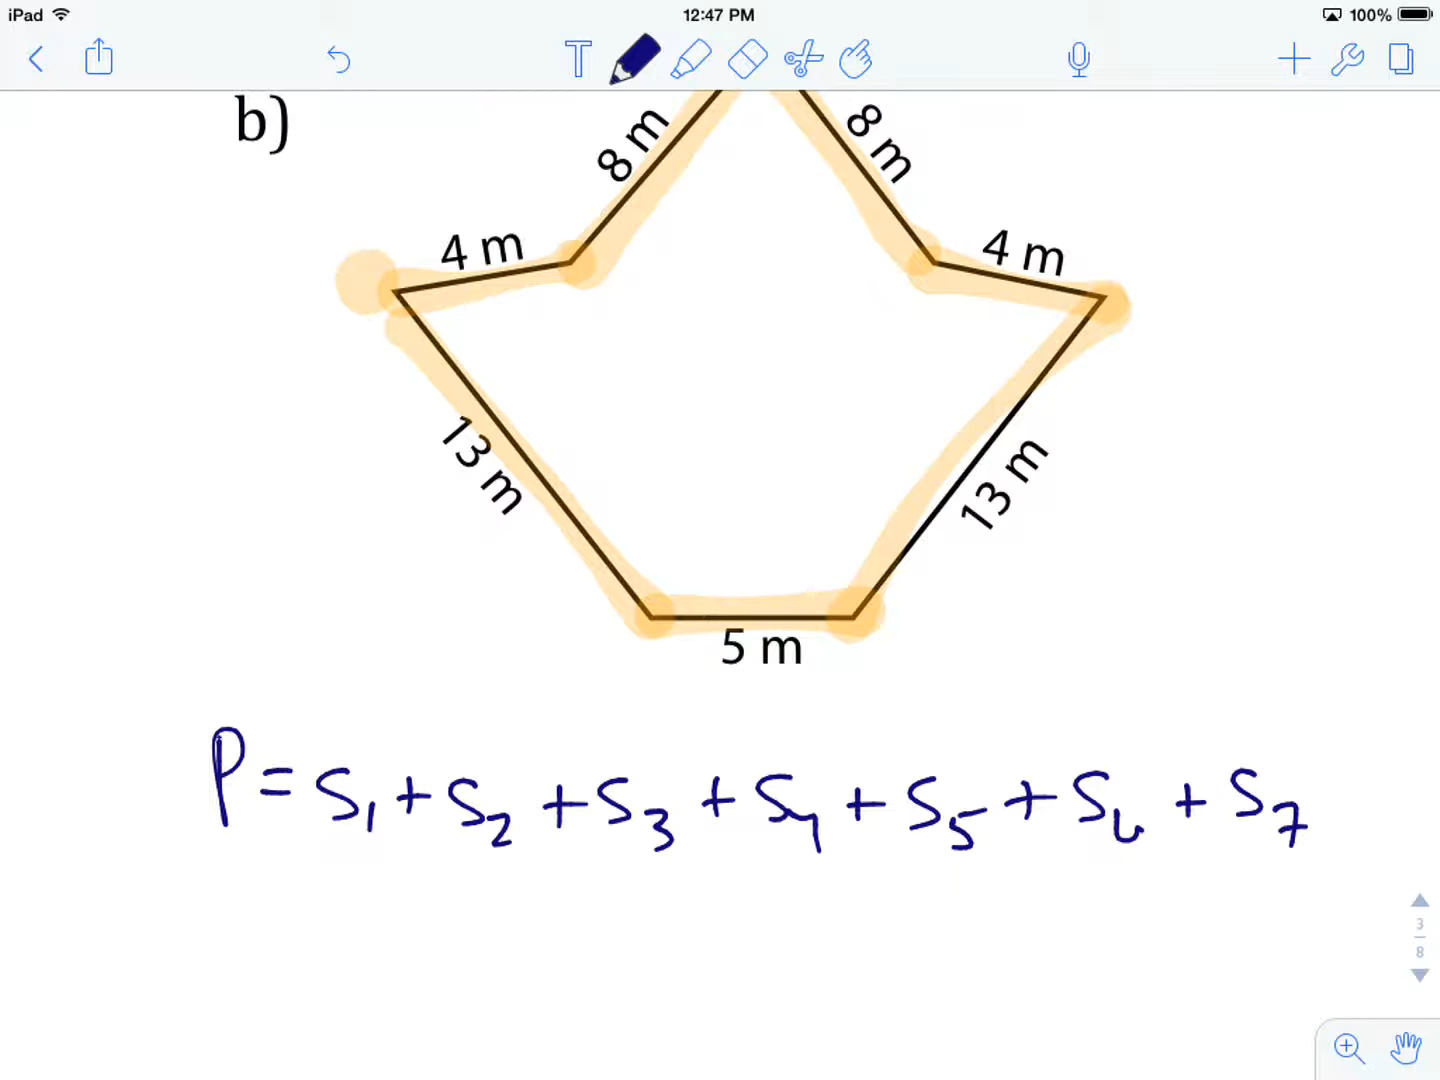 iPad 12:47 PM 100%
T
b)
8 m 8 m
4 m 4 m
13 m 13 m
5 m
P = S₁ + S₂ + S₃ + S₄ + S₅ + S₆ + S₇
3
8